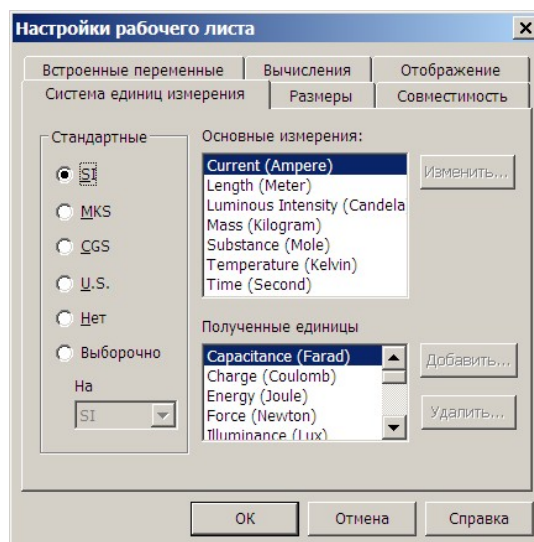 Настройки рабочего листа
Встроенные переменные
Вычисления
Отображение
Система единиц измерения
Размеры
Совместимость
Стандартные
SI
MKS
CGS
U.S.
Нет
Выборочно
На
SI
Основные измерения:
Current (Ampere)
Length (Meter)
Luminous Intensity (Candela
Mass (Kilogram)
Substance (Mole)
Temperature (Kelvin)
Time (Second)
Изменить...
Полученные единицы
Capacitance (Farad)
Charge (Coulomb)
Energy (Joule)
Force (Newton)
Illuminance (Lux)
Добавить...
Удалить...
OK
Отмена
Справка